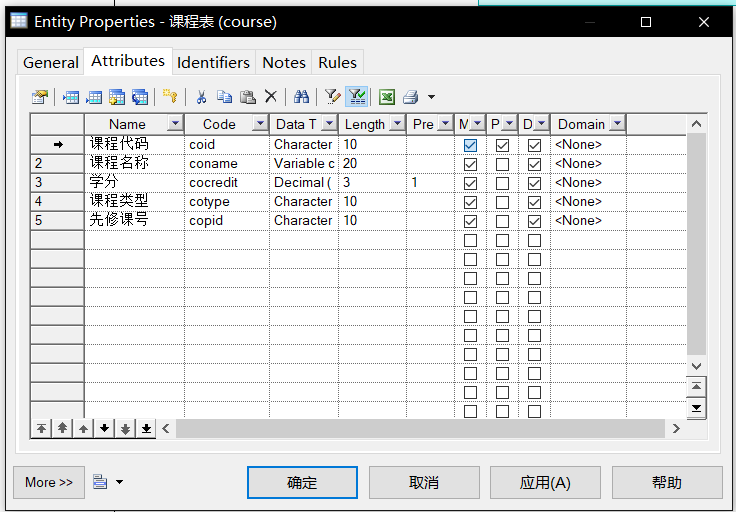 Entity Properties - 课程表 (course)
General Attributes Identifiers Notes Rules
Name Code Data T Length Pre M P D Domain
课程代码 coid Character 10 <None>
2 课程名称 coname Variable c 20 <None>
3 学分 cocredit Decimal ( 3 1 <None>
4 课程类型 cotype Character 10 <None>
5 先修课号 copid Character 10 <None>
More >> 确定 取消 应用(A) 帮助